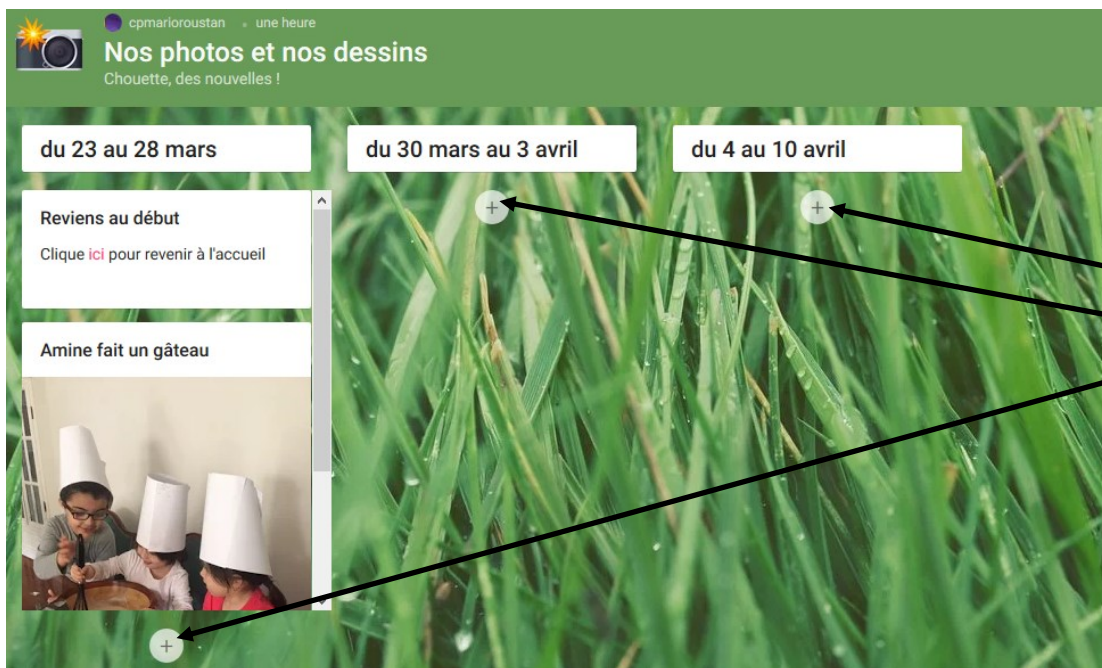 cpmarioroustan • une heure
Nos photos et nos dessins
Chouette, des nouvelles !
du 23 au 28 mars
du 30 mars au 3 avril
du 4 au 10 avril
Reviens au début
Clique ici pour revenir à l'accueil
Amine fait un gâteau